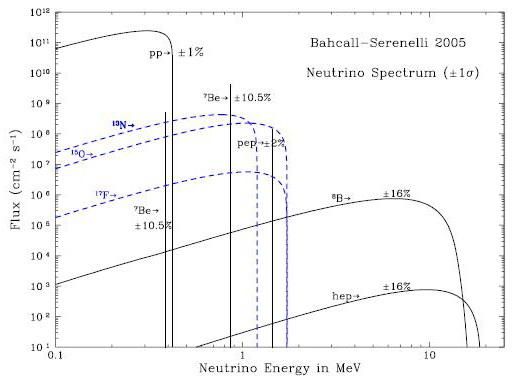 Bahcall-Serenelli 2005
Neutrino Spectrum (±1σ)
Flux (cm⁻² s⁻¹)
10¹²
10¹¹
10¹⁰
10⁹
10⁸
10⁷
10⁶
10⁵
10⁴
10³
10²
10¹
pp→ ±1%
⁷Be→ ±10.5%
¹³N→
pep→±2%
¹⁵O→
¹⁷F→
⁸B→ ±16%
⁷Be→
±10.5%
hep→ ±16%
0.1
1
10
Neutrino Energy in MeV